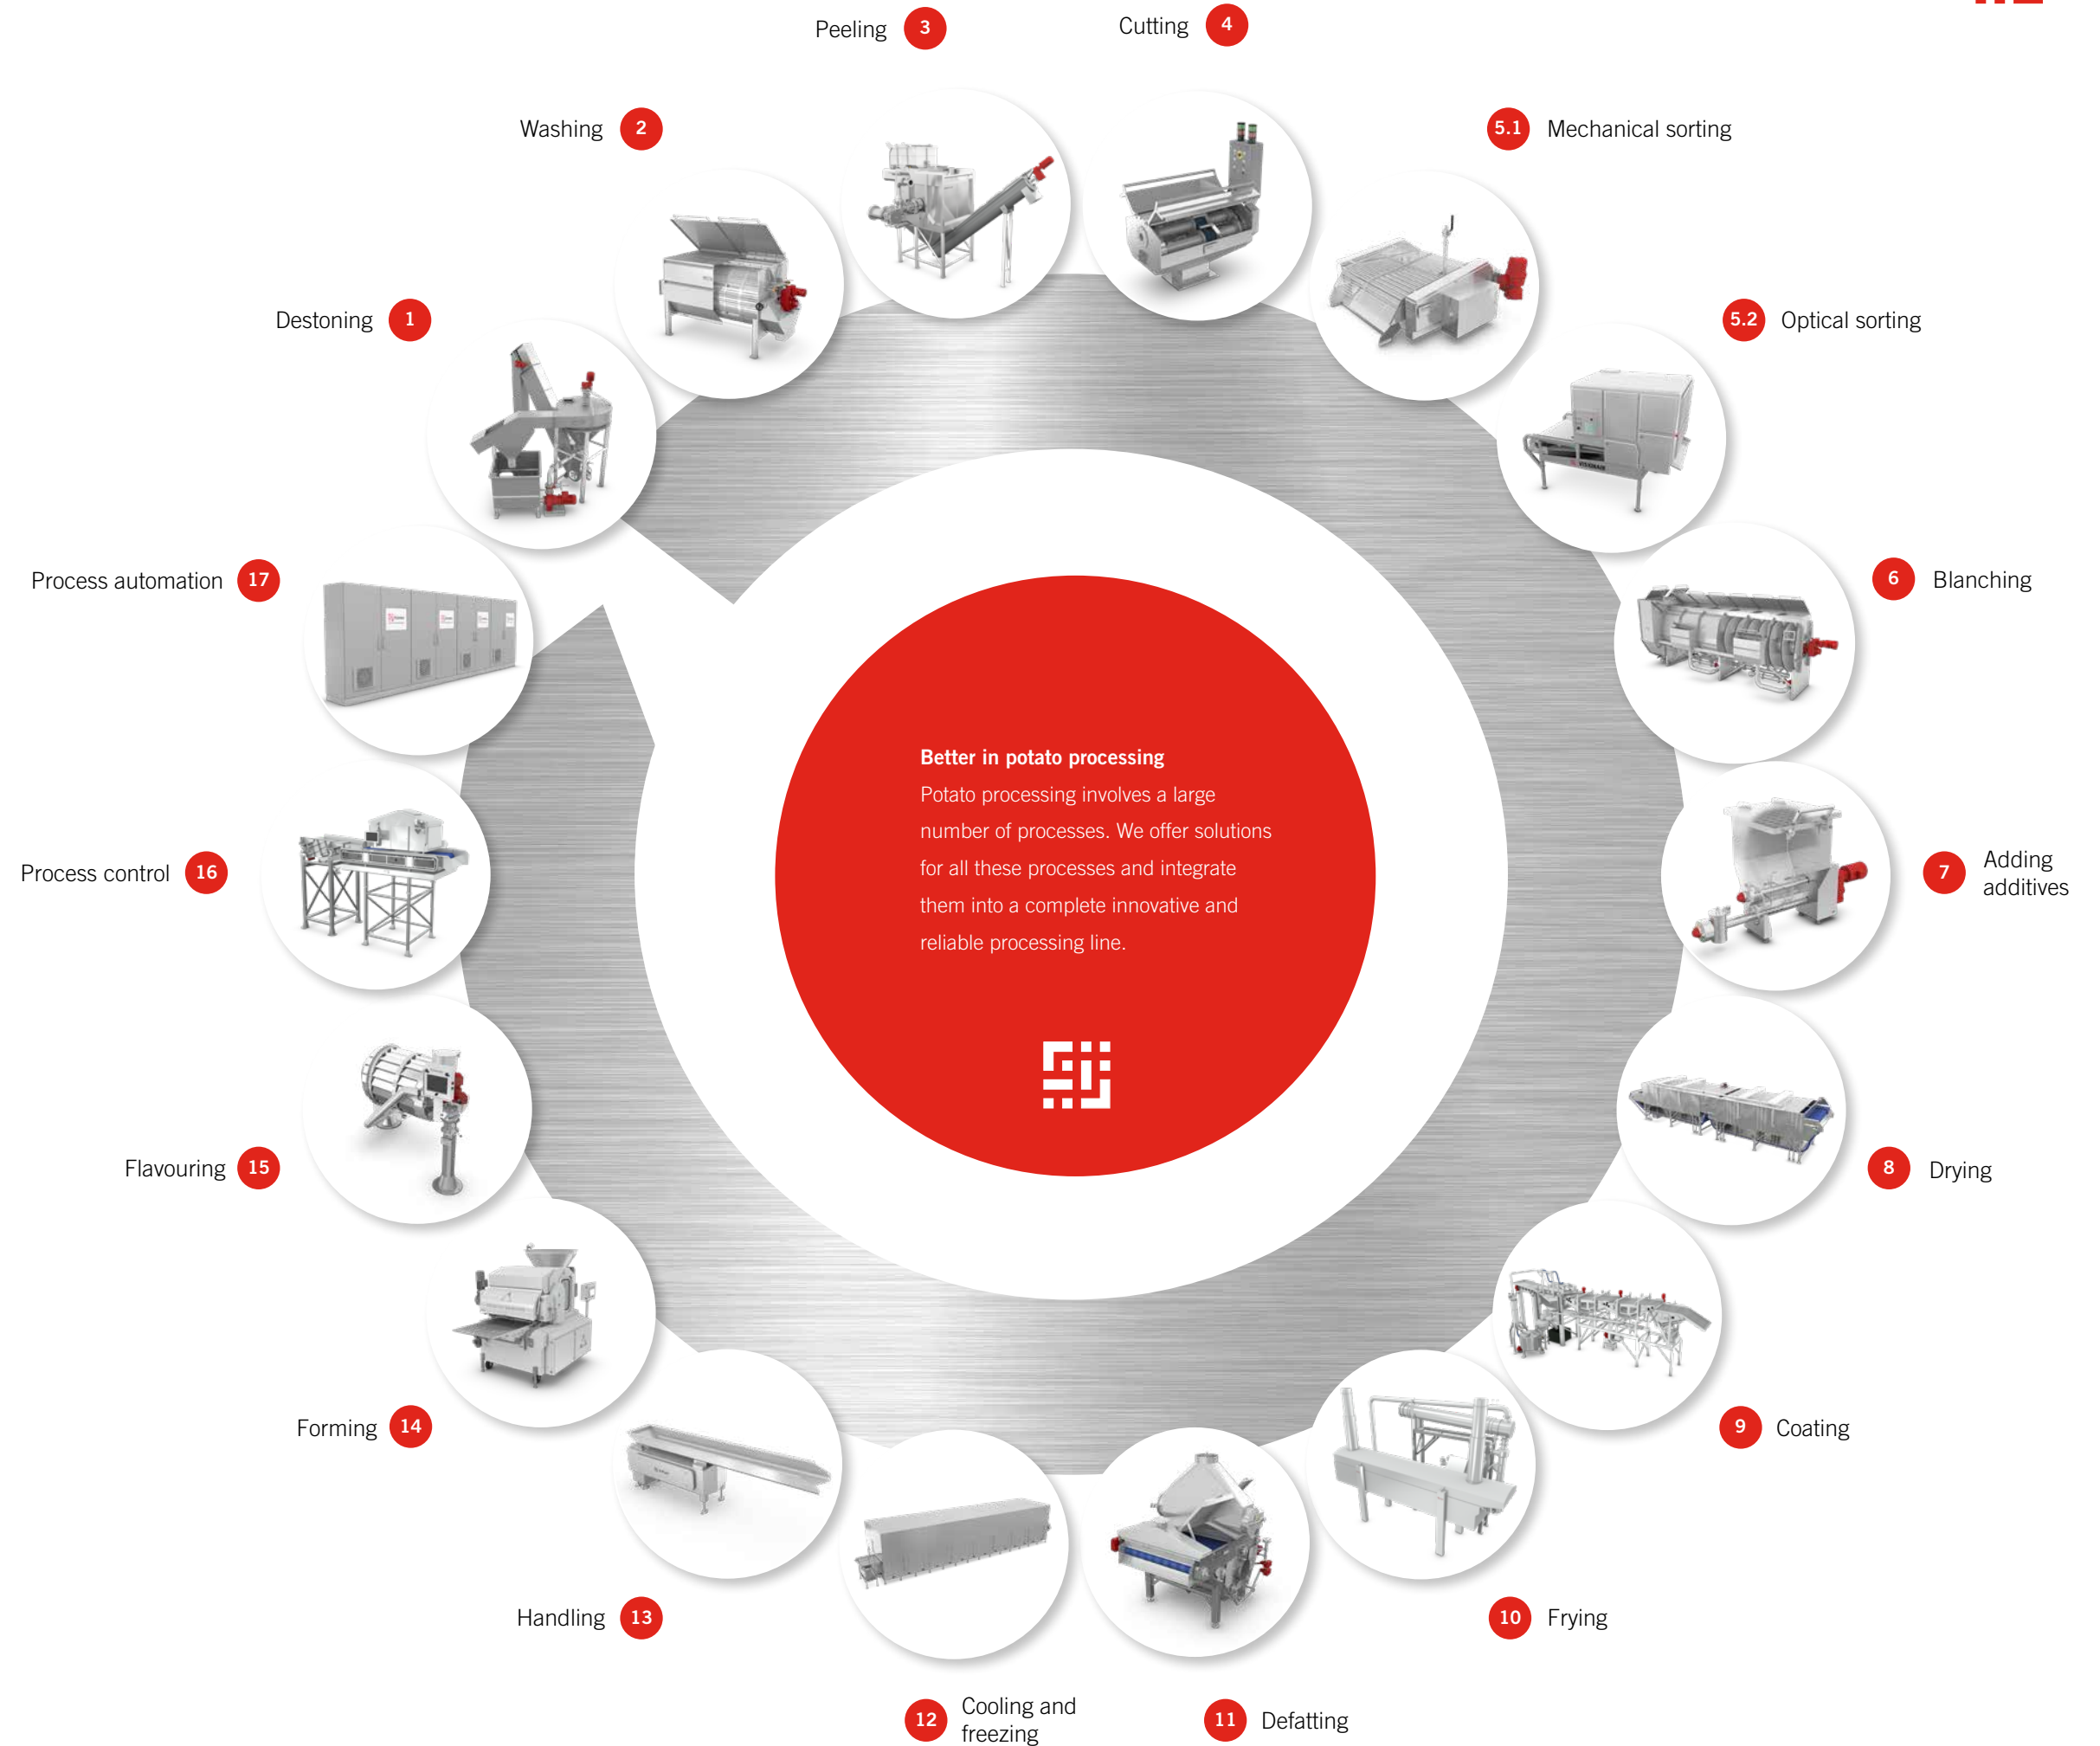 Peeling 3
Cutting 4
Washing 2
5.1 Mechanical sorting
Destoning 1
5.2 Optical sorting
Process automation 17
6 Blanching
Better in potato processing
Potato processing involves a large
number of processes. We offer solutions
for all these processes and integrate
them into a complete innovative and
reliable processing line.
Process control 16
7 Adding
additives
Flavouring 15
8 Drying
Forming 14
9 Coating
Handling 13
10 Frying
12 Cooling and
freezing
11 Defatting